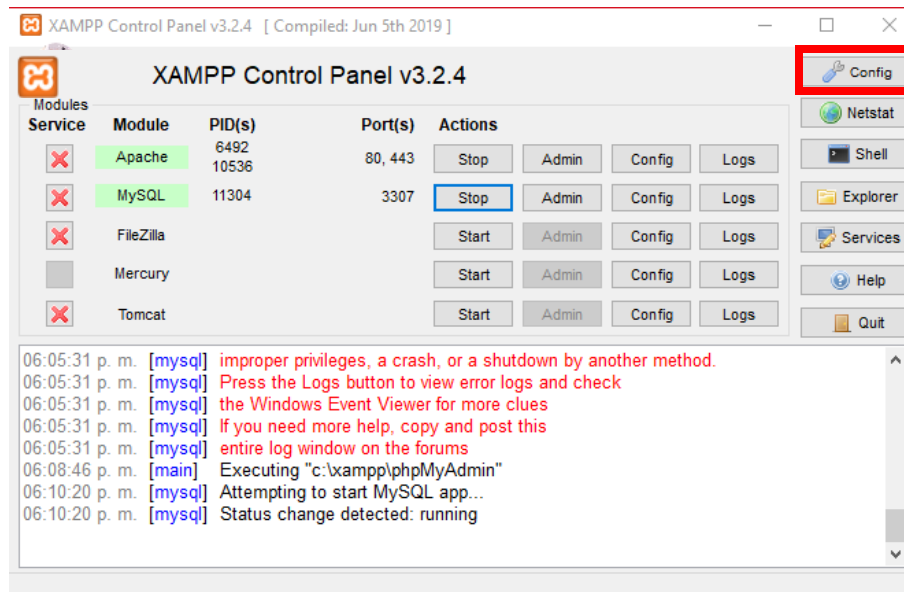 XAMPP Control Panel v3.2.4 [ Compiled: Jun 5th 2019 ]
XAMPP Control Panel v3.2.4
Config
Modules
Service Module PID(s) Port(s) Actions
Netstat
Apache 6492 10536 80, 443 Stop Admin Config Logs
Shell
MySQL 11304 3307 Stop Admin Config Logs
Explorer
FileZilla Start Admin Config Logs
Services
Mercury Start Admin Config Logs
Help
Tomcat Start Admin Config Logs
Quit
06:05:31 p. m. [mysql] improper privileges, a crash, or a shutdown by another method.
06:05:31 p. m. [mysql] Press the Logs button to view error logs and check
06:05:31 p. m. [mysql] the Windows Event Viewer for more clues
06:05:31 p. m. [mysql] If you need more help, copy and post this
06:05:31 p. m. [mysql] entire log window on the forums
06:08:46 p. m. [main] Executing "c:\xampp\phpMyAdmin"
06:10:20 p. m. [mysql] Attempting to start MySQL app...
06:10:20 p. m. [mysql] Status change detected: running